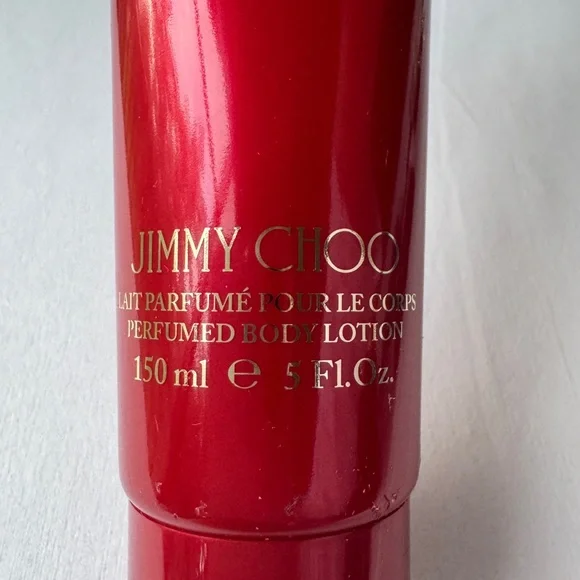 JIMMY CHOO
LAIT PARFUMÉ POUR LE CORPS
PERFUMED BODY LOTION
150 ml ℮ 5 Fl.Oz.